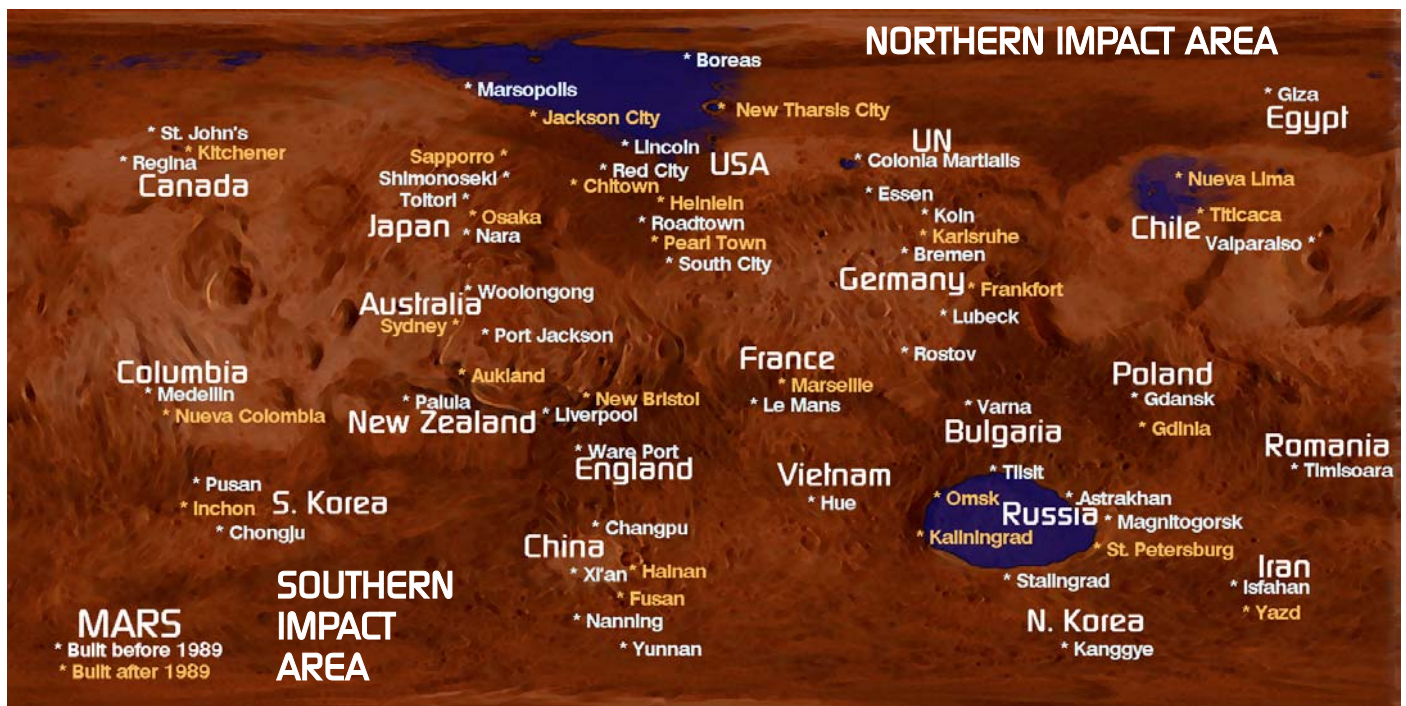 NORTHERN IMPACT AREA
* Boreas
* Marsopolis
* Jackson City
* New Tharsis City
* Giza
Egypt
* St. John's
* Kitchener
* Regina
Canada
Sapporo *
Shimonoseki *
Toitori *
* Osaka
Japan
* Nara
* Lincoln
* Red City
USA
* Chitown
* Heinlein
* Roadtown
* Pearl Town
* South City
UN
* Colonia Martialis
* Essen
* Koln
* Karlsruhe
* Bremen
Germany
* Frankfort
* Lubeck
* Rostov
* Nueva Lima
* Titicaca
Chile
Valparaiso *
* Woolongong
Australia
Sydney *
* Port Jackson
Columbia
* Medellin
* Nueva Colombia
* Aukland
* Palula
New Zealand
* New Bristol
* Liverpool
* Ware Port
England
France
* Marseille
* Le Mans
Poland
* Gdansk
* Gdinia
* Varna
Bulgaria
Romania
* Timisoara
* Pusan
* Inchon
S. Korea
* Chongju
Vietnam
* Hue
* Tilsit
* Omsk
* Astrakhan
Russia
* Magnitogorsk
* Kaliningrad
* St. Petersburg
* Stalingrad
* Changpu
China
* Xi'an
* Hainan
* Fusan
* Nanning
* Yunnan
Iran
* Isfahan
* Yazd
N. Korea
* Kanggye
SOUTHERN
IMPACT
AREA
MARS
* Built before 1989
* Built after 1989